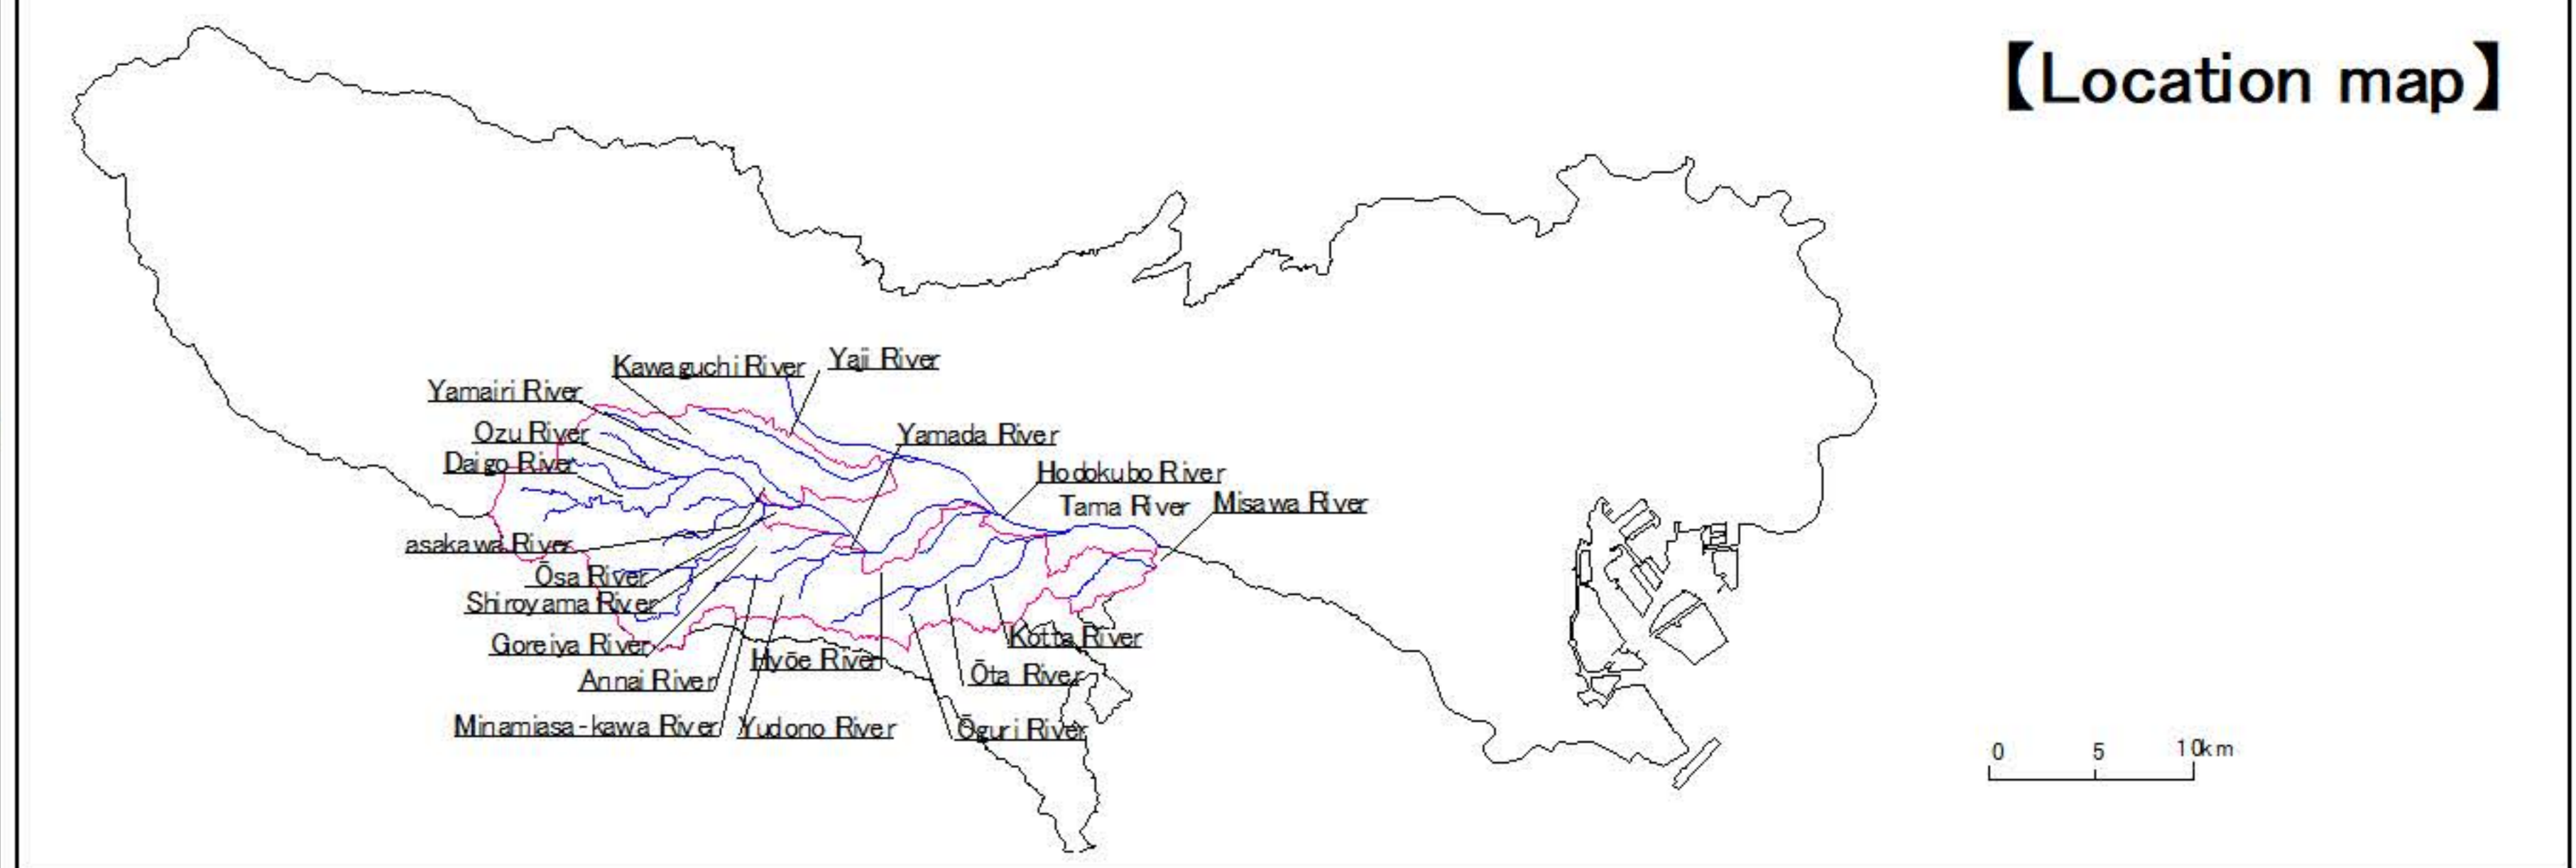 【Location map】
Kawaguchi River
Yaji River
Yamairi River
Ozu River
Yamada River
Daigo River
Hodokubo River
Tama River
Misawa River
asakawa River
Ōsa River
Shiroyama River
Goreiya River
Kotta River
Hyōe River
Annai River
Ōta River
Minamiasa-kawa River
Yudono River
Ōguri River
0 5 10km